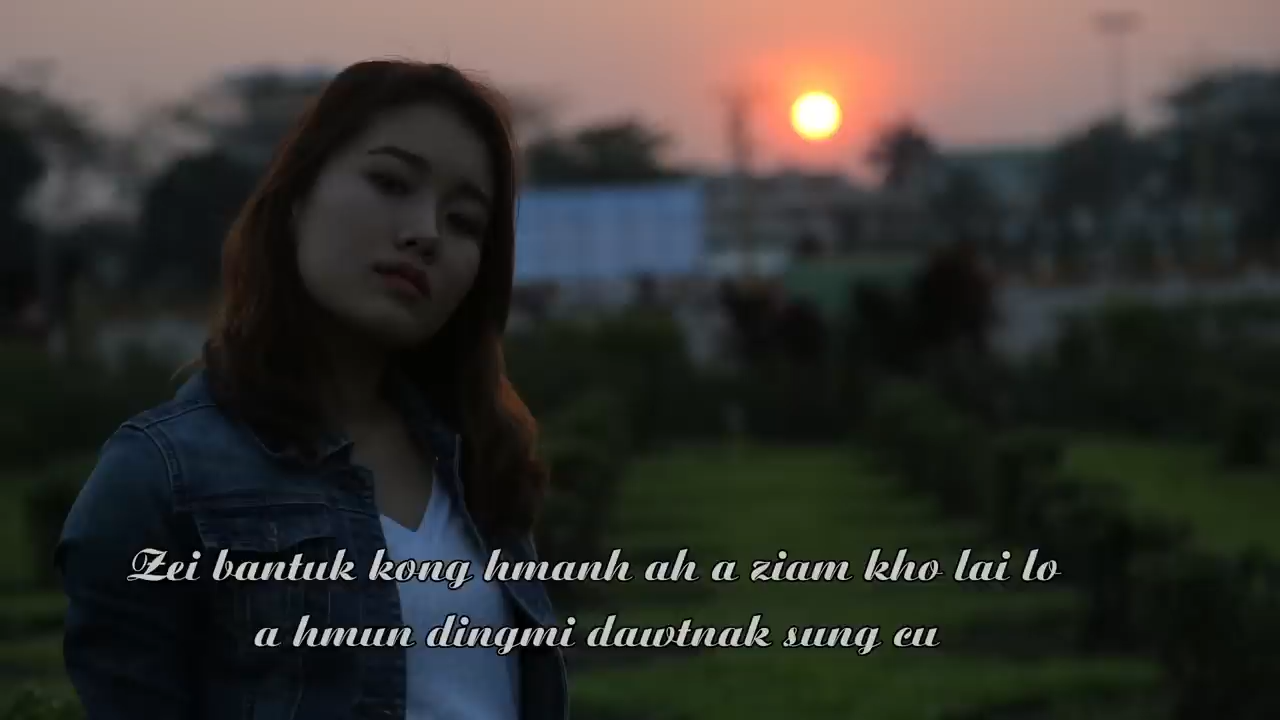 Zei bantuk kong hmanh ah a ziam kho lai lo
a hmun dingmi dawtnak sung cu